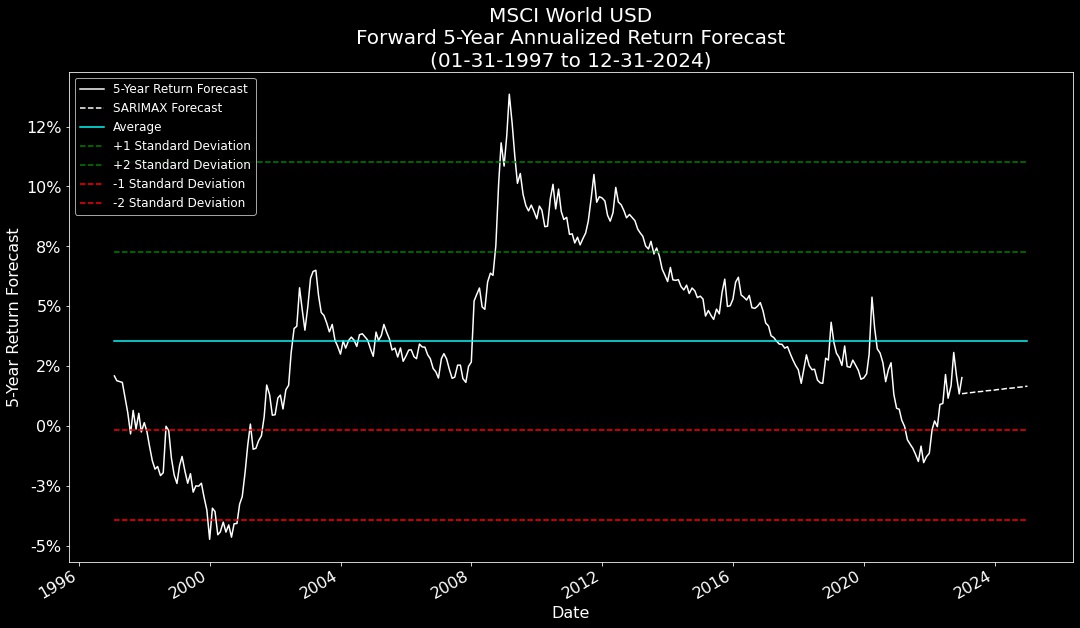 MSCI World USD
Forward 5-Year Annualized Return Forecast
(01-31-1997 to 12-31-2024)
5-Year Return Forecast
SARIMAX Forecast
Average
+1 Standard Deviation
+2 Standard Deviation
-1 Standard Deviation
-2 Standard Deviation
12%
10%
8%
5%
2%
0%
-3%
-5%
5-Year Return Forecast
1996
2000
2004
2008
2012
2016
2020
2024
Date